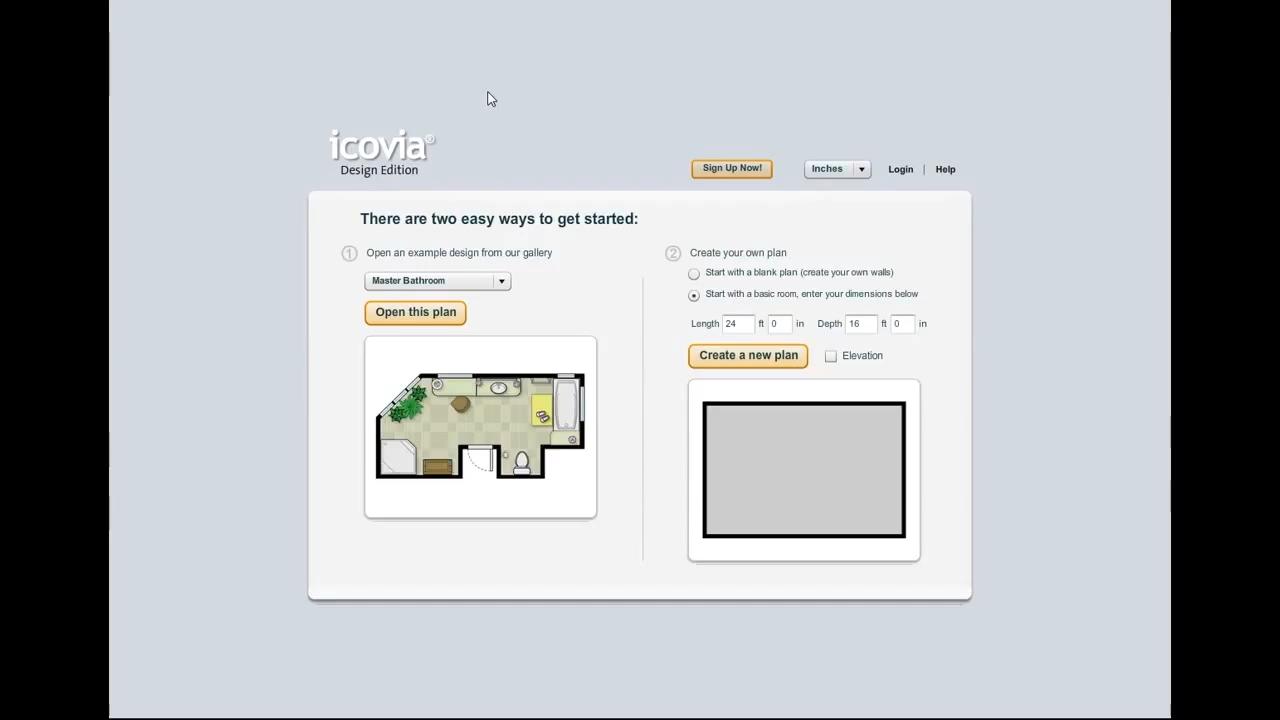 icovia®
Design Edition
Sign Up Now!
Inches
Login | Help
There are two easy ways to get started:
1 Open an example design from our gallery
Master Bathroom
Open this plan
2 Create your own plan
Start with a blank plan (create your own walls)
Start with a basic room, enter your dimensions below
Length 24 ft 0 in Depth 16 ft 0 in
Create a new plan
Elevation